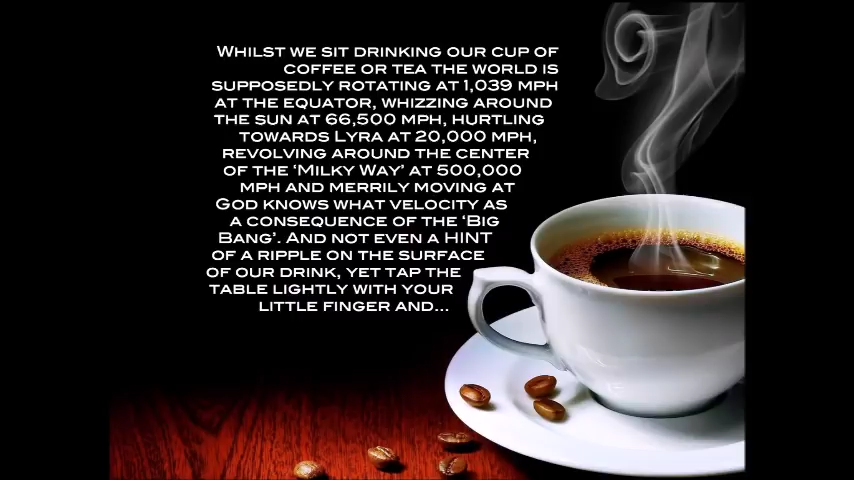 Whilst we sit drinking our cup of
coffee or tea the world is
supposedly rotating at 1,039 mph
at the equator, whizzing around
the sun at 66,500 mph, hurtling
towards Lyra at 20,000 mph,
revolving around the center
of the ‘Milky Way’ at 500,000
mph and merrily moving at
God knows what velocity as
a consequence of the ‘Big
Bang’. And not even a HINT
of a ripple on the surface
of our drink, yet tap the
table lightly with your
little finger and...